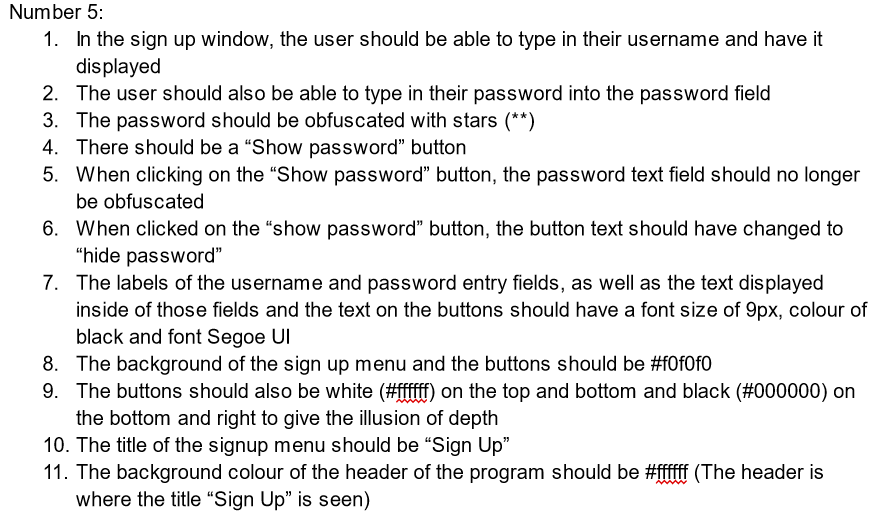 Number 5:
1. In the sign up window, the user should be able to type in their username and have it
displayed
2. The user should also be able to type in their password into the password field
3. The password should be obfuscated with stars (**)
4. There should be a “Show password” button
5. When clicking on the “Show password” button, the password text field should no longer
be obfuscated
6. When clicked on the “show password” button, the button text should have changed to
“hide password”
7. The labels of the username and password entry fields, as well as the text displayed
inside of those fields and the text on the buttons should have a font size of 9px, colour of
black and font Segoe UI
8. The background of the sign up menu and the buttons should be #f0f0f0
9. The buttons should also be white (#ffffff) on the top and bottom and black (#000000) on
the bottom and right to give the illusion of depth
10. The title of the signup menu should be “Sign Up”
11. The background colour of the header of the program should be #ffffff (The header is
where the title “Sign Up” is seen)